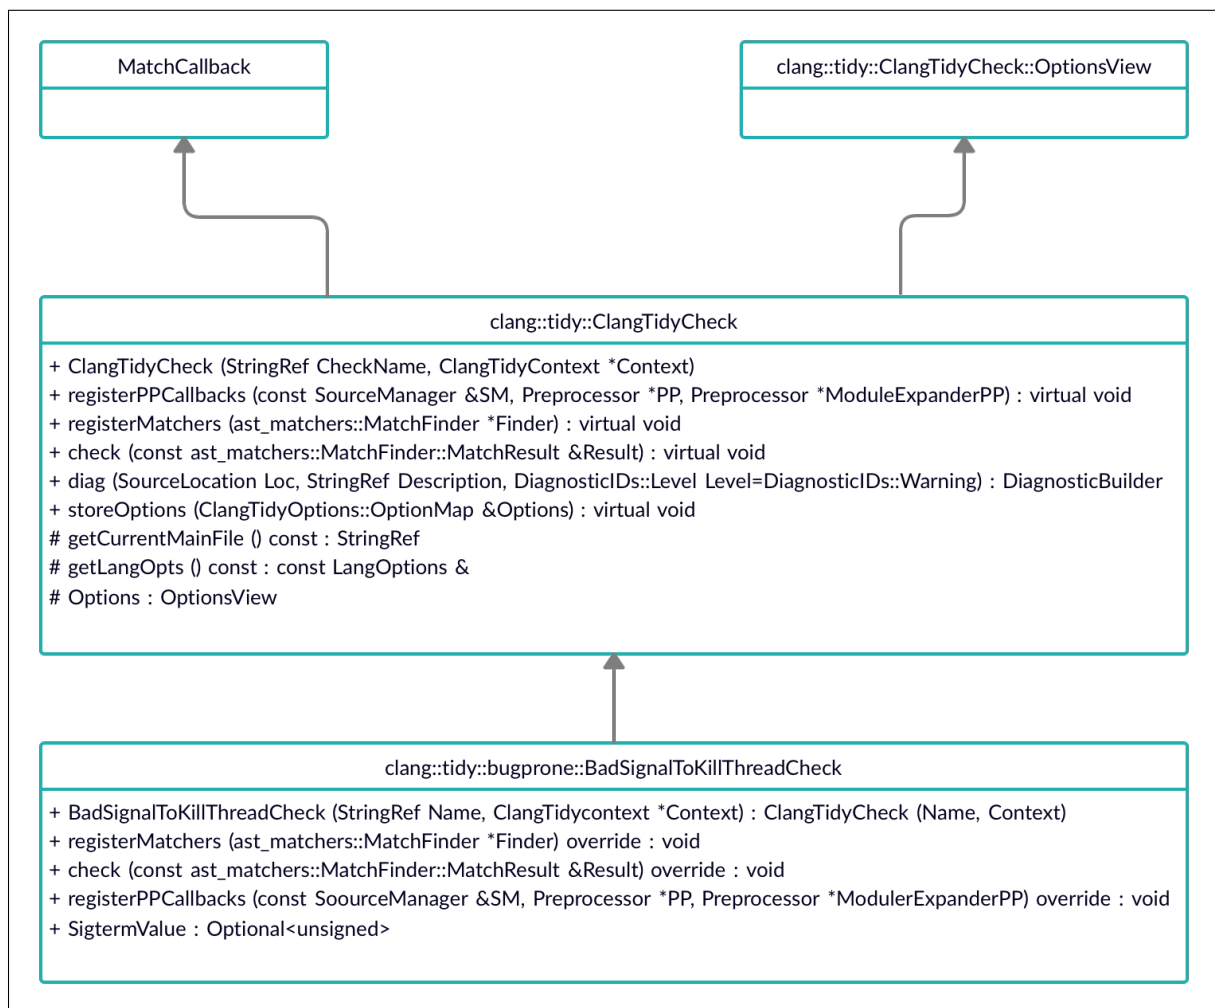 MatchCallback
clang::tidy::ClangTidyCheck::OptionsView
clang::tidy::ClangTidyCheck
+ ClangTidyCheck (StringRef CheckName, ClangTidyContext *Context)
+ registerPPCallbacks (const SourceManager &SM, Preprocessor *PP, Preprocessor *ModuleExpanderPP) : virtual void
+ registerMatchers (ast_matchers::MatchFinder *Finder) : virtual void
+ check (const ast_matchers::MatchFinder::MatchResult &Result) : virtual void
+ diag (SourceLocation Loc, StringRef Description, DiagnosticIDs::Level Level=DiagnosticIDs::Warning) : DiagnosticBuilder
+ storeOptions (ClangTidyOptions::OptionMap &Options) : virtual void
# getCurrentMainFile () const : StringRef
# getLangOpts () const : const LangOptions &
# Options : OptionsView
clang::tidy::bugprone::BadSignalToKillThreadCheck
+ BadSignalToKillThreadCheck (StringRef Name, ClangTidycontext *Context) : ClangTidyCheck (Name, Context)
+ registerMatchers (ast_matchers::MatchFinder *Finder) override : void
+ check (const ast_matchers::MatchFinder::MatchResult &Result) override : void
+ registerPPCallbacks (const SoourceManager &SM, Preprocessor *PP, Preprocessor *ModulerExpanderPP) override : void
+ SigtermValue : Optional<unsigned>